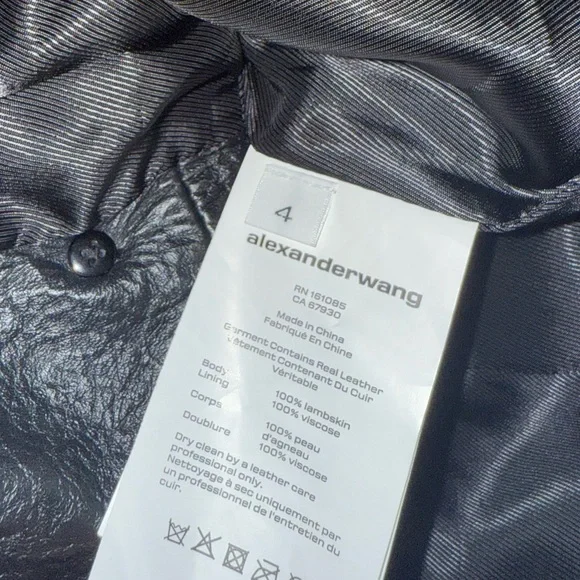 4
alexanderwang
RN 161085
CA 67930
Made in China
Fabriqué En Chine
Garment Contains Real Leather
Vêtement Contenant Du Cuir
Véritable
Body 100% lambskin
Lining 100% viscose
Corps 100% peau
d'agneau
Doublure 100% viscose
Dry clean by a leather care
professional only.
Nettoyage à sec uniquement par
un professionnel de l'entretien du
cuir.